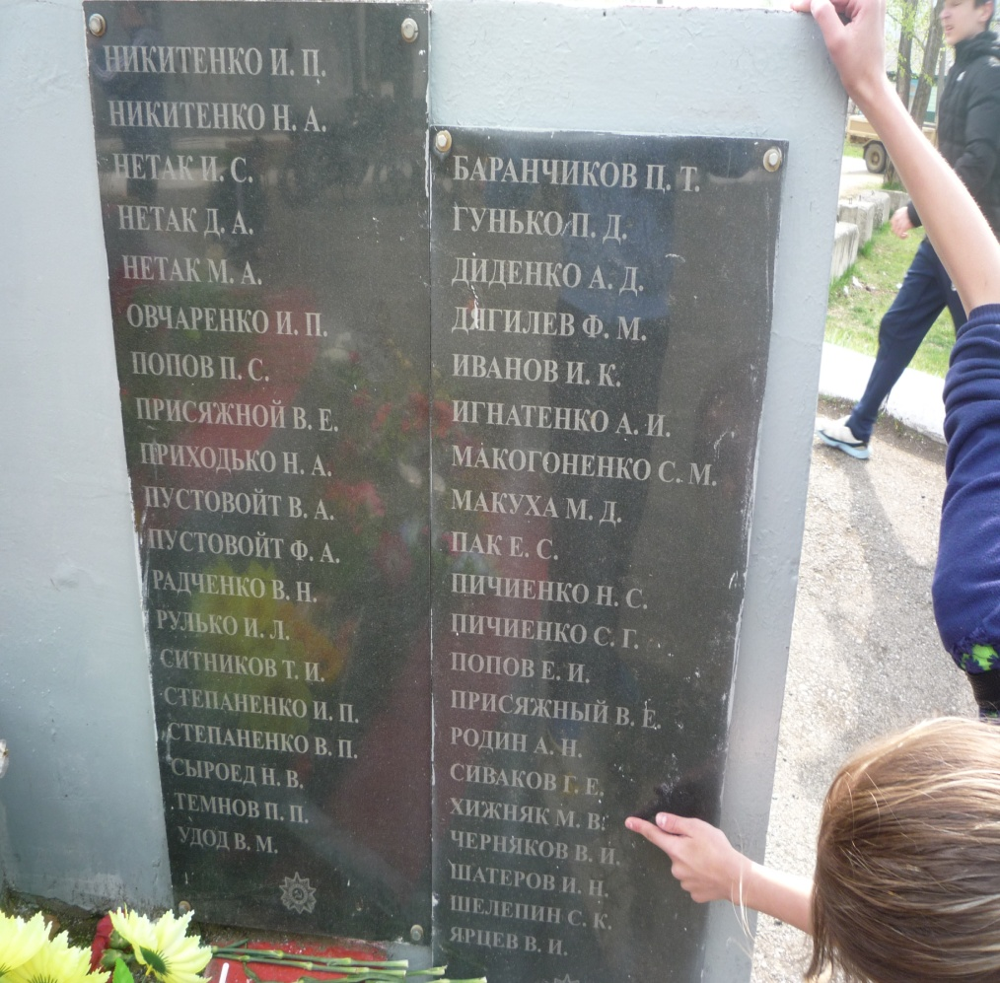 НИКИТЕНКО И. П.
НИКИТЕНКО Н. А.
НЕТАК И. С.
НЕТАК Д. А.
НЕТАК М. А.
ОВЧАРЕНКО И. П.
ПОПОВ П. С.
ПРИСЯЖНОЙ В. Е.
ПРИХОДЬКО Н. А.
ПУСТОВОЙТ В. А.
ПУСТОВОЙТ Ф. А.
РАДЧЕНКО В. Н.
РУЛЬКО И. Л.
СИТНИКОВ Т. И.
СТЕПАНЕНКО И. П.
СТЕПАНЕНКО В. П.
СЫРОЕД Н. В.
ТЕМНОВ П. П.
УДОД В. М.
БАРАНЧИКОВ П. Т.
ГУНЬКО П. Д.
ДИДЕНКО А. Д.
ДЯГИЛЕВ Ф. М.
ИВАНОВ И. К.
ИГНАТЕНКО А. И.
МАКОГОНЕНКО С. М.
МАКУХА М. Д.
ПАК Е. С.
ПИЧИЕНКО Н. С.
ПИЧИЕНКО С. Г.
ПОПОВ Е. И.
ПРИСЯЖНЫЙ В. Е.
РОДИН А. Н.
СИВАКОВ Г. Е.
ХИЖНЯК М. В.
ЧЕРНЯКОВ В. И.
ШАТЕРОВ И. Н.
ШЕЛЕПИН С. К.
ЯРЦЕВ В. И.